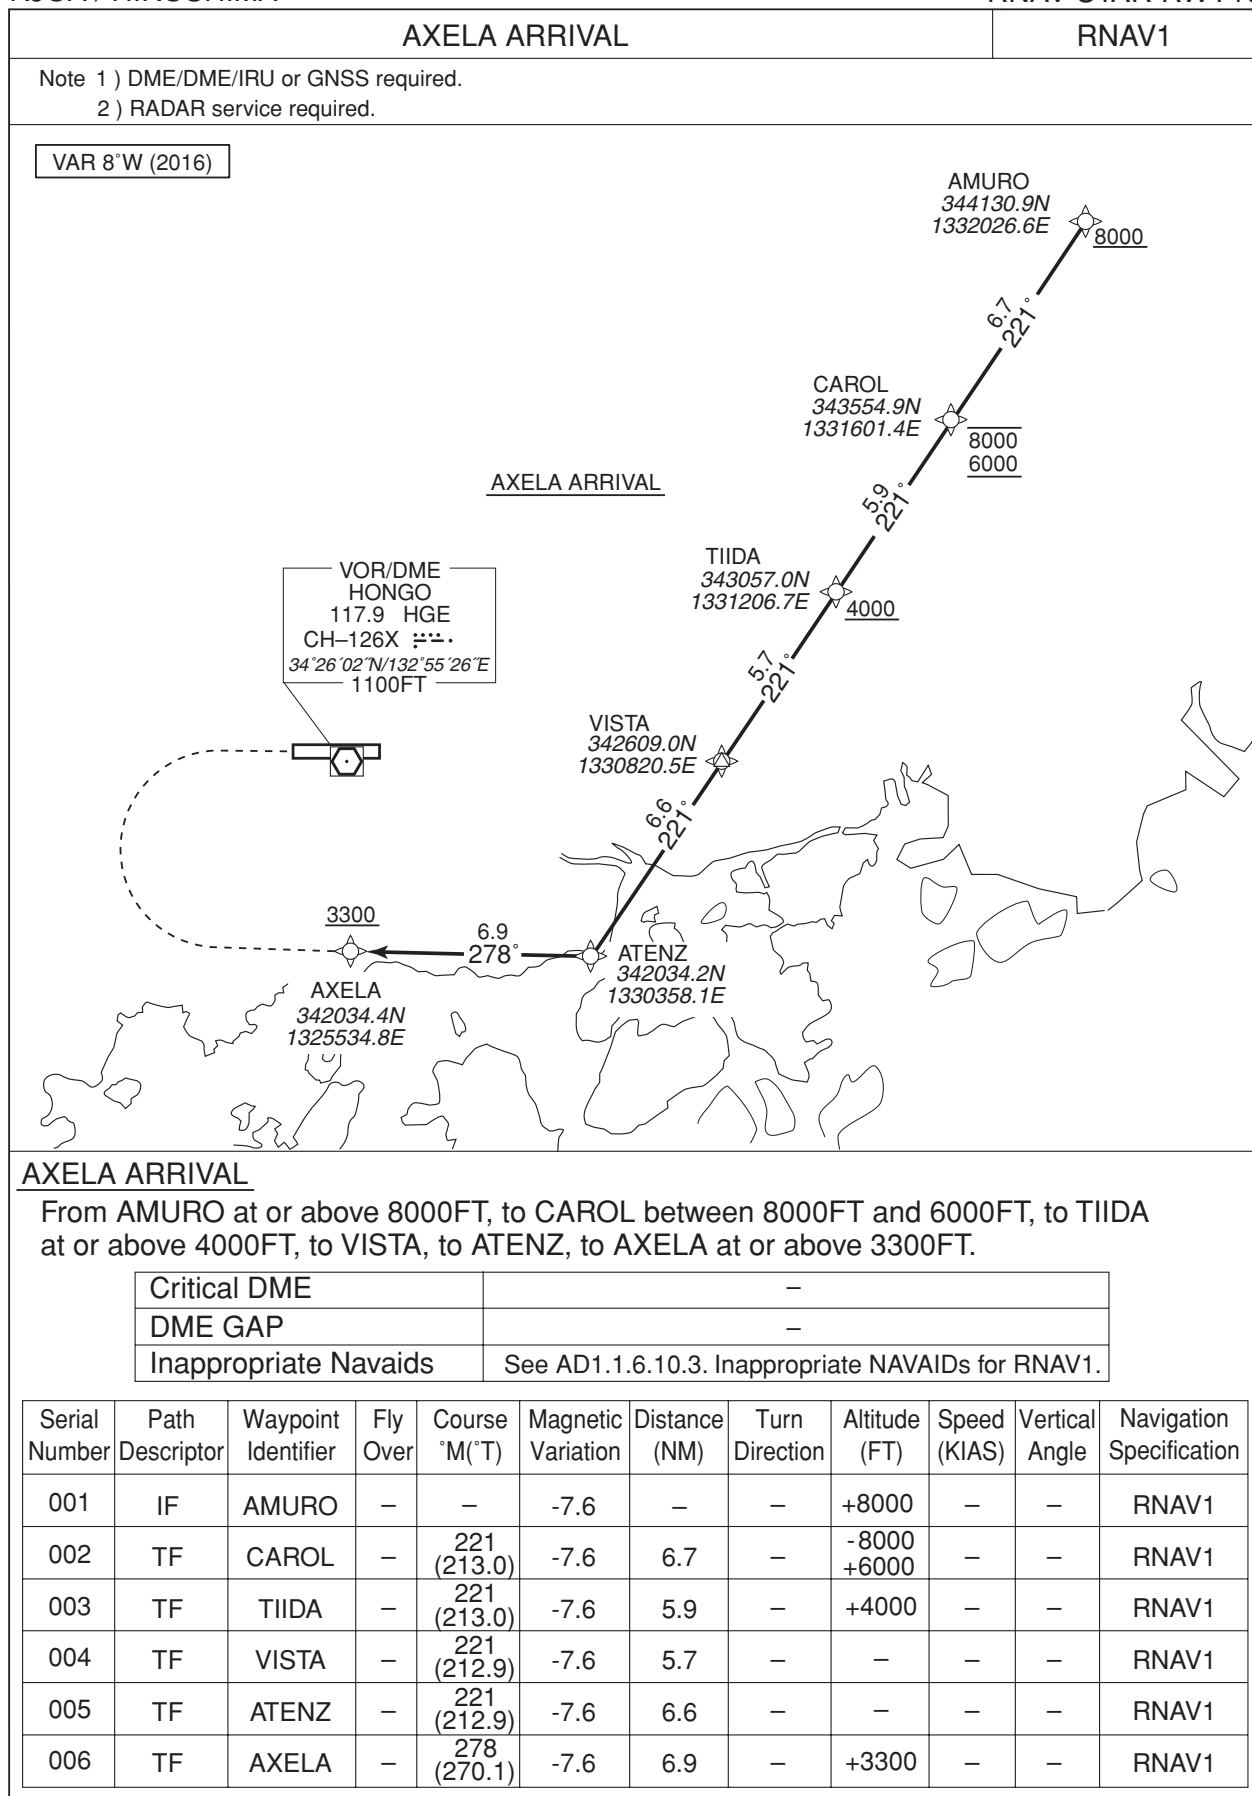 AXELA ARRIVAL
RNAV1
Note 1 ) DME/DME/IRU or GNSS required.
2 ) RADAR service required.
VAR 8˚W (2016)
AMURO
344130.9N
1332026.6E
8000
6.7
221˚
CAROL
343554.9N
1331601.4E
8000
6000
AXELA ARRIVAL
5.9
221˚
TIIDA
343057.0N
1331206.7E
4000
VOR/DME
HONGO
117.9 HGE
CH–126X
34˚26´02˝N/132˚55´26˝E
1100FT
5.7
221˚
VISTA
342609.0N
1330820.5E
6.6
221˚
3300
6.9
278˚
ATENZ
342034.2N
1330358.1E
AXELA
342034.4N
1325534.8E
AXELA ARRIVAL
From AMURO at or above 8000FT, to CAROL between 8000FT and 6000FT, to TIIDA
at or above 4000FT, to VISTA, to ATENZ, to AXELA at or above 3300FT.
Critical DME –
DME GAP –
Inappropriate Navaids See AD1.1.6.10.3. Inappropriate NAVAIDs for RNAV1.
Serial Path Waypoint Fly Course Magnetic Distance Turn Altitude Speed Vertical Navigation
Number Descriptor Identifier Over ˚M(˚T) Variation (NM) Direction (FT) (KIAS) Angle Specification
001 IF AMURO – – -7.6 – – +8000 – – RNAV1
002 TF CAROL – 221 (213.0) -7.6 6.7 – -8000 +6000 – – RNAV1
003 TF TIIDA – 221 (213.0) -7.6 5.9 – +4000 – – RNAV1
004 TF VISTA – 221 (212.9) -7.6 5.7 – – – – RNAV1
005 TF ATENZ – 221 (212.9) -7.6 6.6 – – – – RNAV1
006 TF AXELA – 278 (270.1) -7.6 6.9 – +3300 – – RNAV1